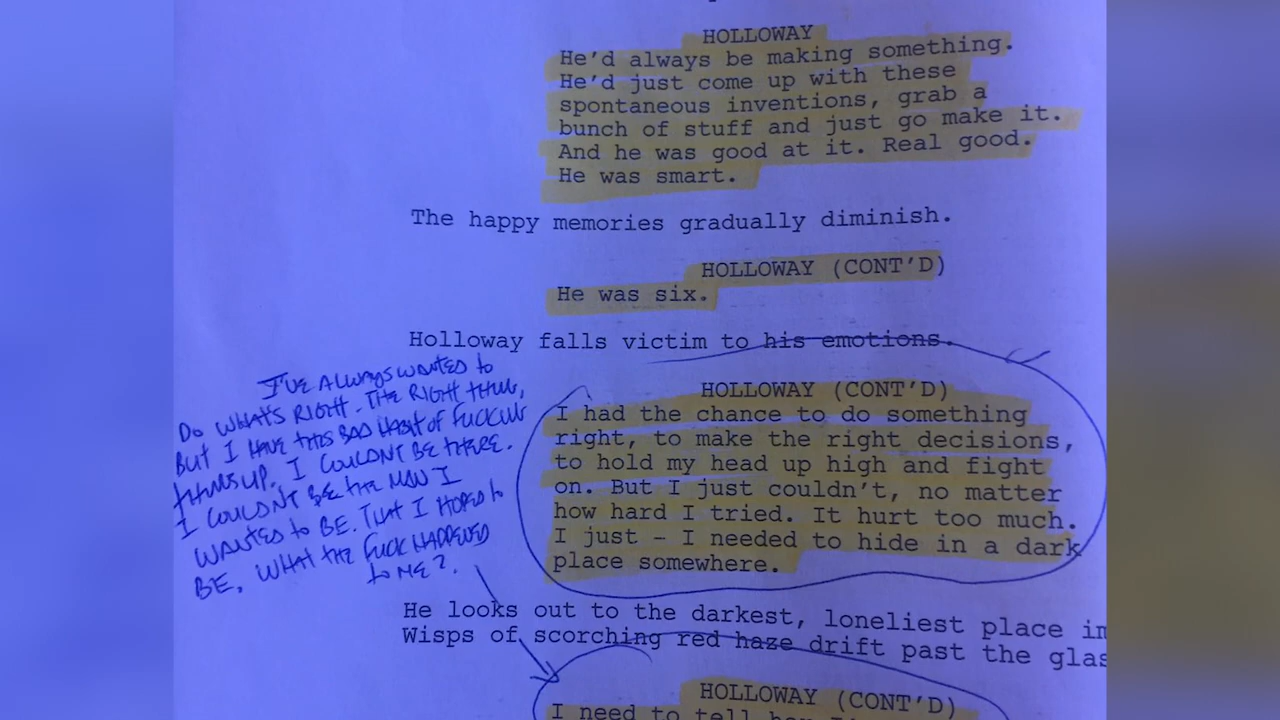 HOLLOWAY
He'd always be making something.
He'd just come up with these
spontaneous inventions, grab a
bunch of stuff and just go make it.
And he was good at it. Real good.
He was smart.
The happy memories gradually diminish.
HOLLOWAY (CONT'D)
He was six.
Holloway falls victim to his emotions.
I'VE ALWAYS WANTED TO
DO WHAT'S RIGHT. THE RIGHT THING,
BUT I HAVE THIS BAD HABIT OF FUCKING
THINGS UP. I COULDN'T BE THERE.
I COULDN'T BE THE MAN I
WANTED TO BE. THAT I HOPED TO
BE. WHAT THE FUCK HAPPENED
TO ME?
HOLLOWAY (CONT'D)
I had the chance to do something
right, to make the right decisions,
to hold my head up high and fight
on. But I just couldn't, no matter
how hard I tried. It hurt too much.
I just – I needed to hide in a dark
place somewhere.
He looks out to the darkest, loneliest place in
Wisps of scorching red haze drift past the glas
HOLLOWAY (CONT'D)
I need to tell